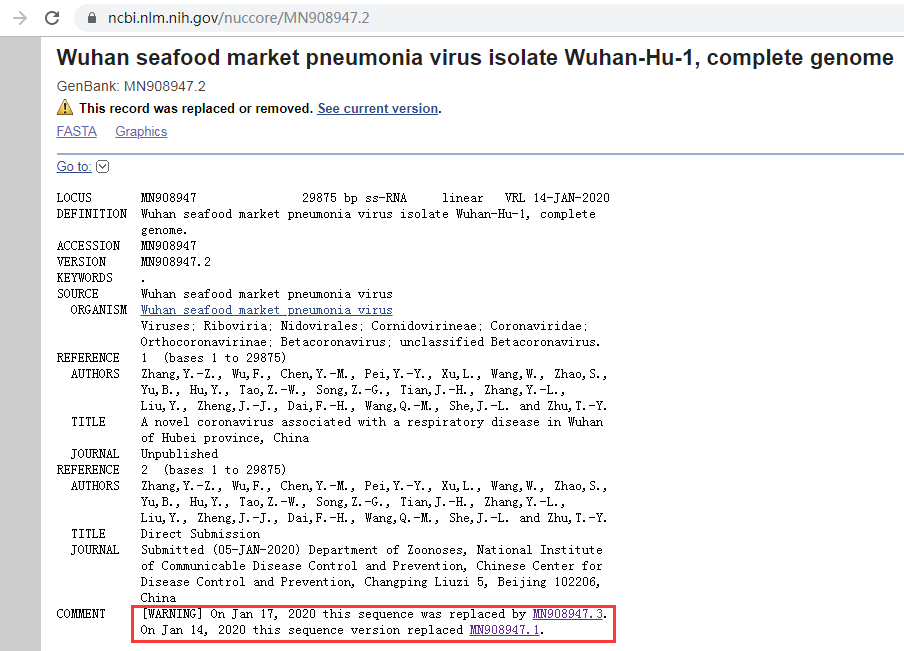 ncbi.nlm.nih.gov/nuccore/MN908947.2
Wuhan seafood market pneumonia virus isolate Wuhan-Hu-1, complete genome
GenBank: MN908947.2
This record was replaced or removed. See current version.
FASTA Graphics
Go to:
LOCUS MN908947 29875 bp ss-RNA linear VRL 14-JAN-2020
DEFINITION Wuhan seafood market pneumonia virus isolate Wuhan-Hu-1, complete
genome.
ACCESSION MN908947
VERSION MN908947.2
KEYWORDS .
SOURCE Wuhan seafood market pneumonia virus
ORGANISM Wuhan seafood market pneumonia virus
Viruses; Riboviria; Nidovirales; Cornidovirineae; Coronaviridae;
Orthocoronavirinae; Betacoronavirus; unclassified Betacoronavirus.
REFERENCE 1 (bases 1 to 29875)
AUTHORS Zhang,Y.-Z., Wu,F., Chen,Y.-M., Pei,Y.-Y., Xu,L., Wang,W., Zhao,S.,
Yu,B., Hu,Y., Tao,Z.-W., Song,Z.-G., Tian,J.-H., Zhang,Y.-L.,
Liu,Y., Zheng,J.-J., Dai,F.-H., Wang,Q.-M., She,J.-L. and Zhu,T.-Y.
TITLE A novel coronavirus associated with a respiratory disease in Wuhan
of Hubei province, China
JOURNAL Unpublished
REFERENCE 2 (bases 1 to 29875)
AUTHORS Zhang,Y.-Z., Wu,F., Chen,Y.-M., Pei,Y.-Y., Xu,L., Wang,W., Zhao,S.,
Yu,B., Hu,Y., Tao,Z.-W., Song,Z.-G., Tian,J.-H., Zhang,Y.-L.,
Liu,Y., Zheng,J.-J., Dai,F.-H., Wang,Q.-M., She,J.-L. and Zhu,T.-Y.
TITLE Direct Submission
JOURNAL Submitted (05-JAN-2020) Department of Zoonoses, National Institute
of Communicable Disease Control and Prevention, Chinese Center for
Disease Control and Prevention, Changping Liuzi 5, Beijing 102206,
China
COMMENT [WARNING] On Jan 17, 2020 this sequence was replaced by MN908947.3.
On Jan 14, 2020 this sequence version replaced MN908947.1.